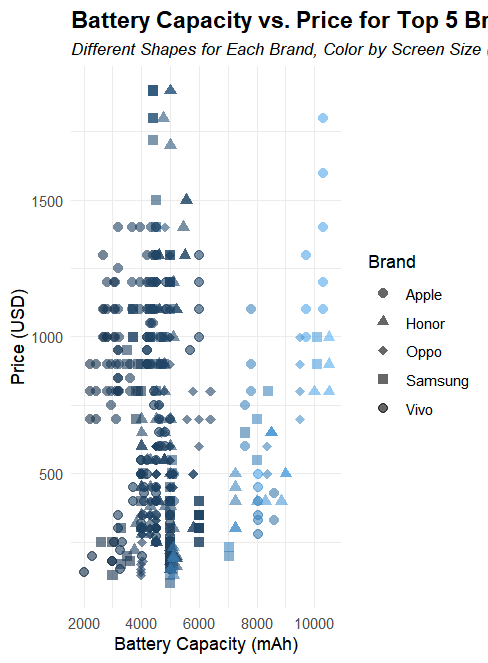 Battery Capacity vs. Price for Top 5 Br
Different Shapes for Each Brand, Color by Screen Size (
Price (USD)
1500
1000
500
2000 4000 6000 8000 10000
Battery Capacity (mAh)
Brand
Apple
Honor
Oppo
Samsung
Vivo